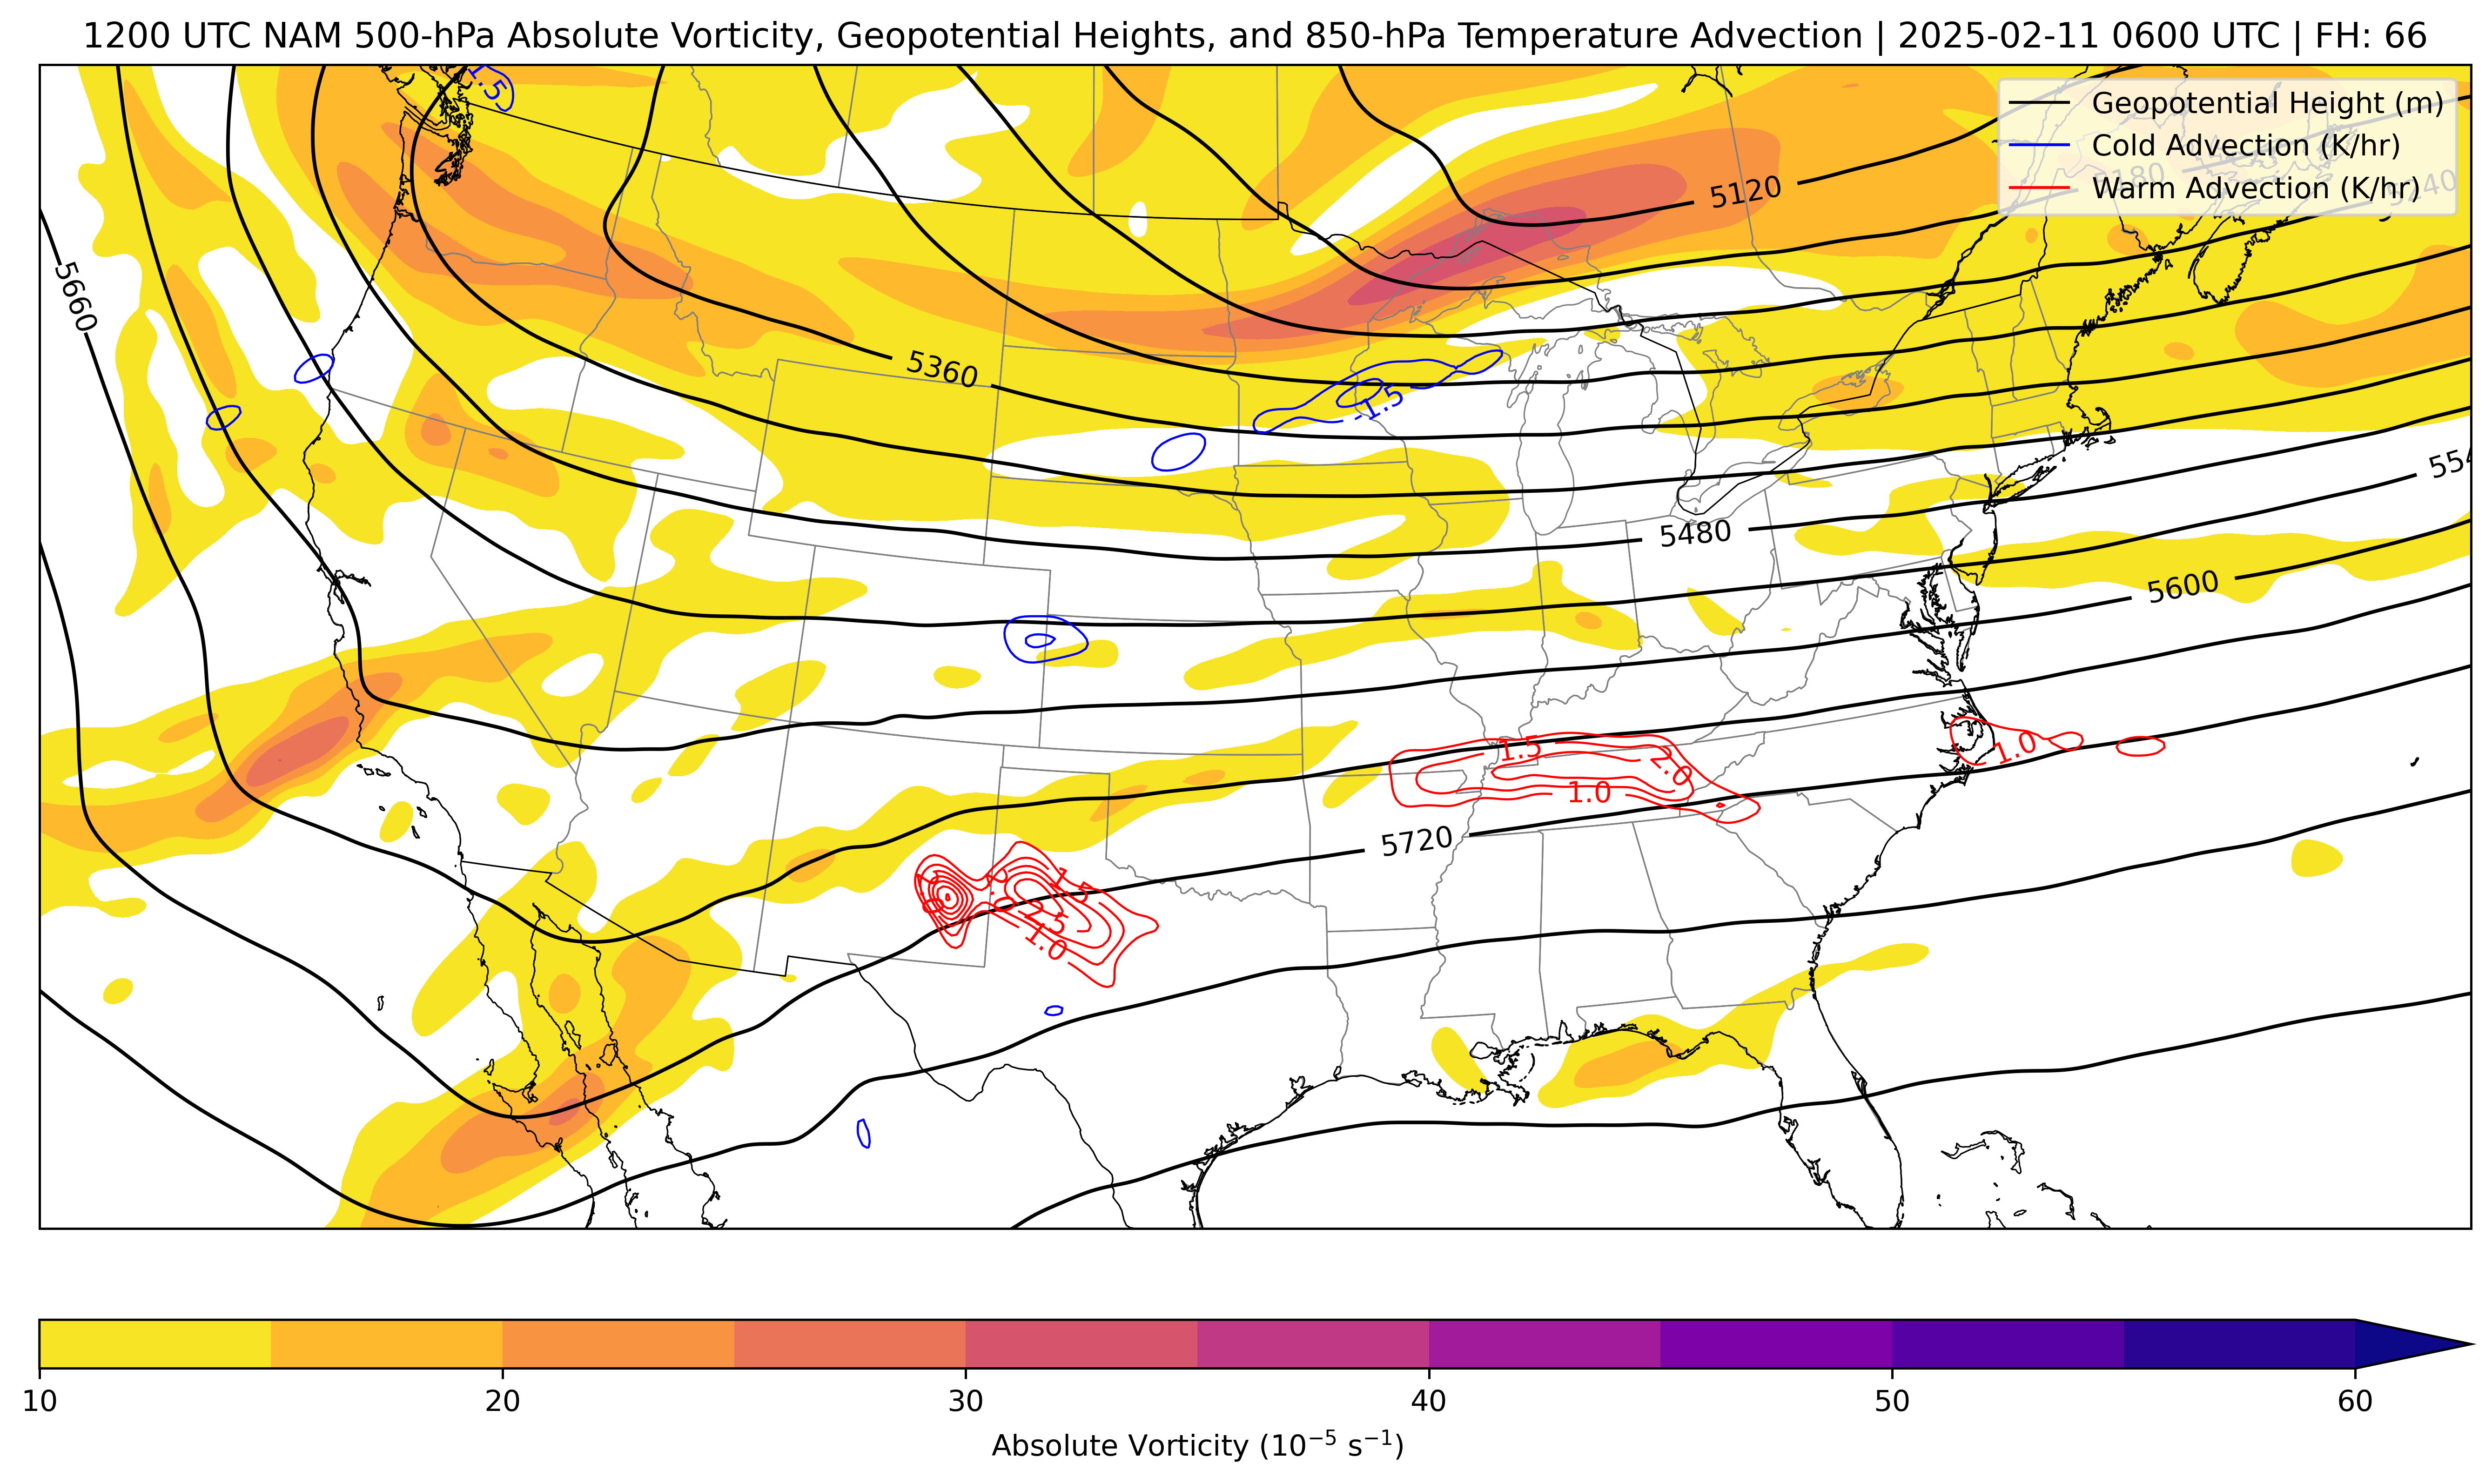 1200 UTC NAM 500-hPa Absolute Vorticity, Geopotential Heights, and 850-hPa Temperature Advection | 2025-02-11 0600 UTC | FH: 66
Geopotential Height (m)
Cold Advection (K/hr)
Warm Advection (K/hr)
5120
5180
5660
5360
-1.5
5480
5600
1.5
2.0
1.0
1.0
5720
1.5
2.5
1.0
10 20 30 40 50 60
Absolute Vorticity (10⁻⁵ s⁻¹)